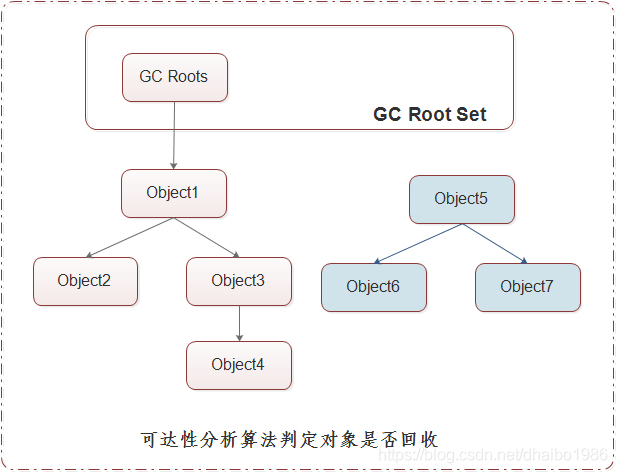 GC Roots
GC Root Set
Object1
Object5
Object2
Object3
Object6
Object7
Object4
可达性分析算法判定对象是否回收
https://blog.csdn.net/dhaibo1986